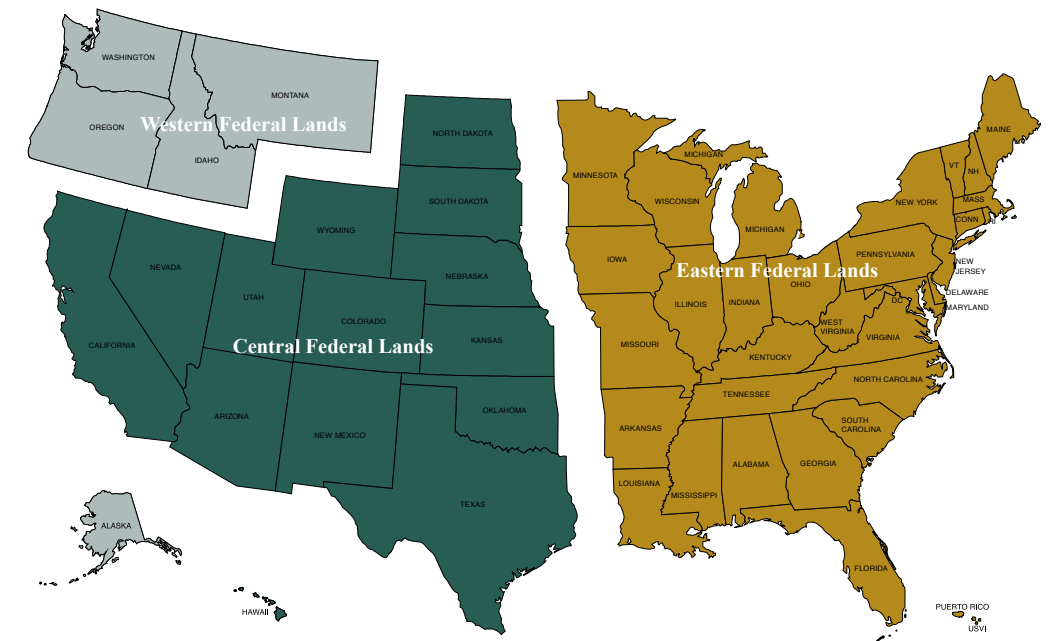 WASHINGTON
MONTANA
OREGON
Western Federal Lands
IDAHO
NORTH DAKOTA
SOUTH DAKOTA
WYOMING
NEVADA
NEBRASKA
UTAH
COLORADO
KANSAS
CALIFORNIA
Central Federal Lands
ARIZONA
NEW MEXICO
OKLAHOMA
TEXAS
ALASKA
HAWAII
MAINE
MICHIGAN
VT
NH
MINNESOTA
WISCONSIN
NEW YORK
MASS
CONN
RI
MICHIGAN
IOWA
PENNSYLVANIA
NEW
JERSEY
Eastern Federal Lands
OHIO
ILLINOIS
INDIANA
DELAWARE
DC
MARYLAND
WEST
VIRGINIA
VIRGINIA
MISSOURI
KENTUCKY
NORTH CAROLINA
TENNESSEE
SOUTH
CAROLINA
ARKANSAS
ALABAMA
GEORGIA
LOUISIANA
MISSISSIPPI
FLORIDA
PUERTO RICO
USVI